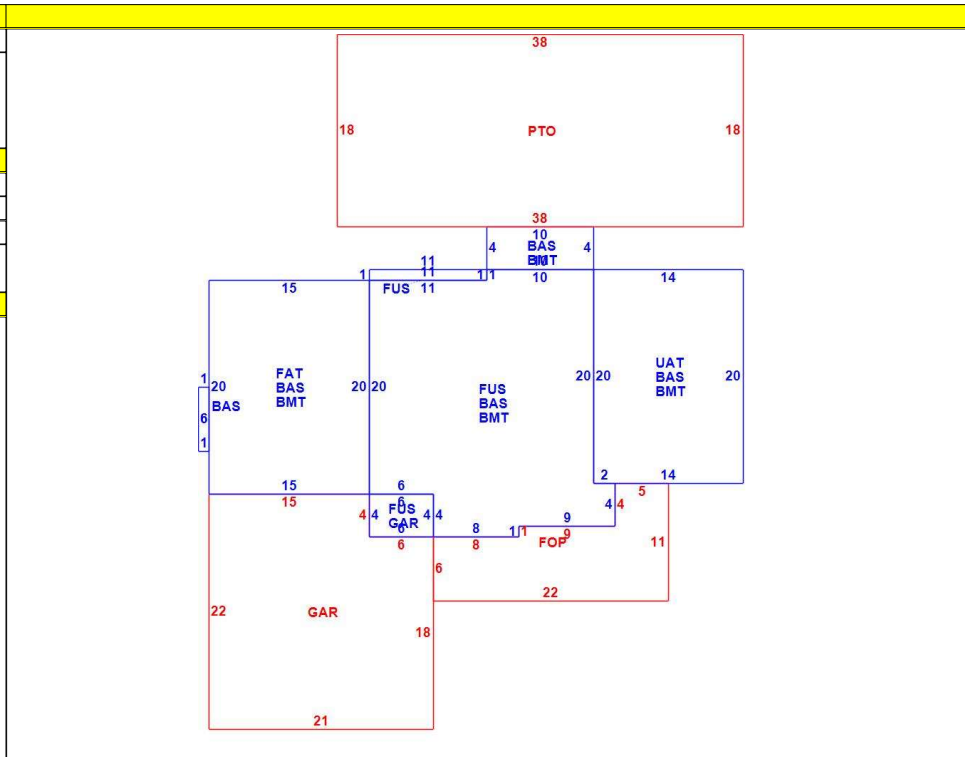 38
18 PTO 18
38
10
4 BAS 4
BMT
10
11
1 11 1 1
15 FUS 11 10 14
1 20 FAT 20 20 FUS 20 20 UAT 20
BAS BAS BAS
BMT BMT BMT
BAS
6
1
15 6 2 14
15 6 5
4 4 FUS 4 4 4 4
GAR 9
6 8 1 1 9
6 8 FOP 11
6
22
22 GAR 18
21